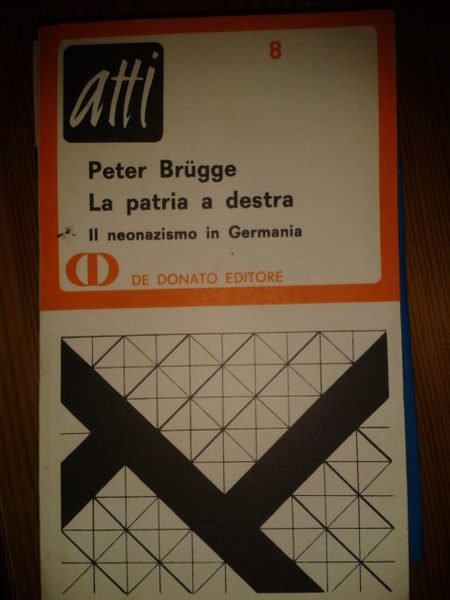 8
atti
Peter Brügge
La patria a destra
Il neonazismo in Germania
DE DONATO EDITORE